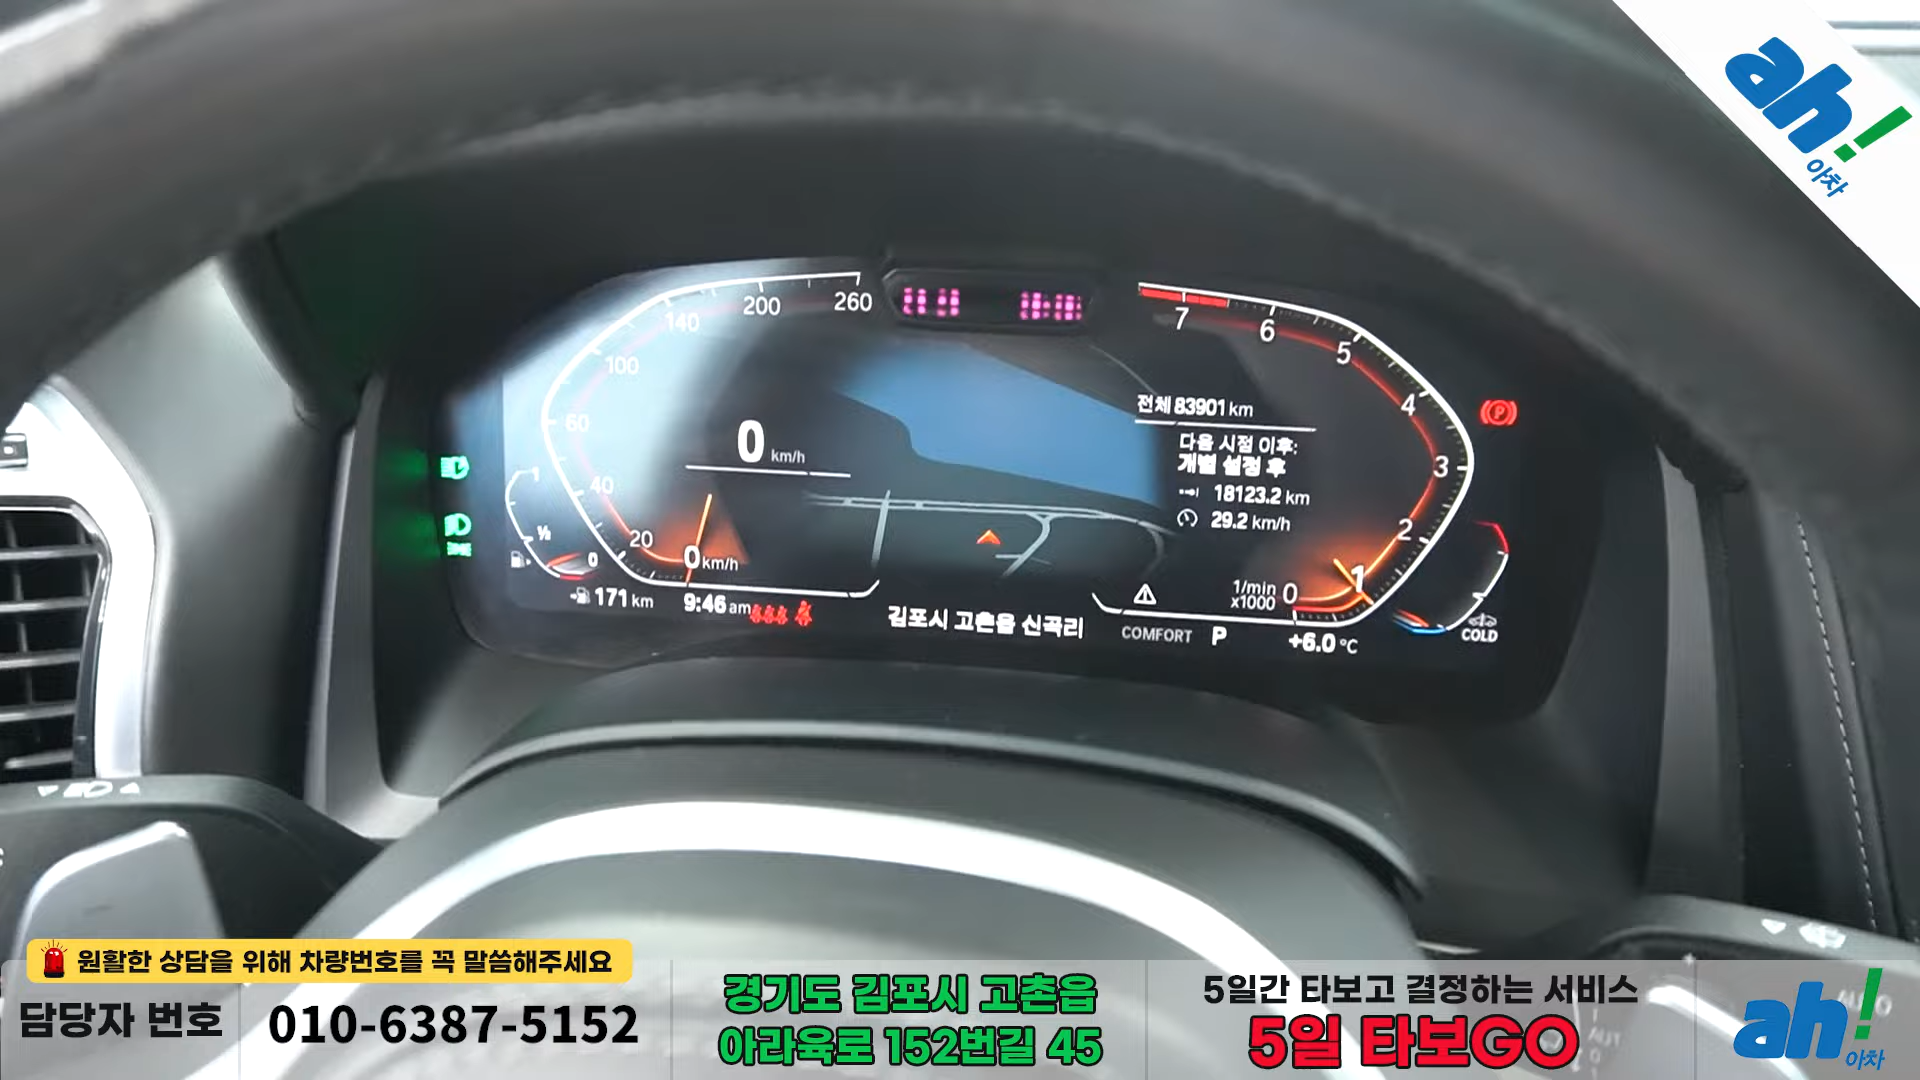 ah!
아차
260
200
140
100
60
40
20
0 km/h
0 km/h
7
6
5
4
3
2
1
0
1/min
x1000
전체 83901 km
다음 시점 이후:
개별 설정 후
18123.2 km
29.2 km/h
½
0
171 km
9:46 am
김포시 고촌읍 신곡리
COMFORT P
+6.0 °C
COLD
원활한 상담을 위해 차량번호를 꼭 말씀해주세요
담당자 번호
010-6387-5152
경기도 김포시 고촌읍
아라육로 152번길 45
5일간 타보고 결정하는 서비스
5일 타보GO
ah!
아차